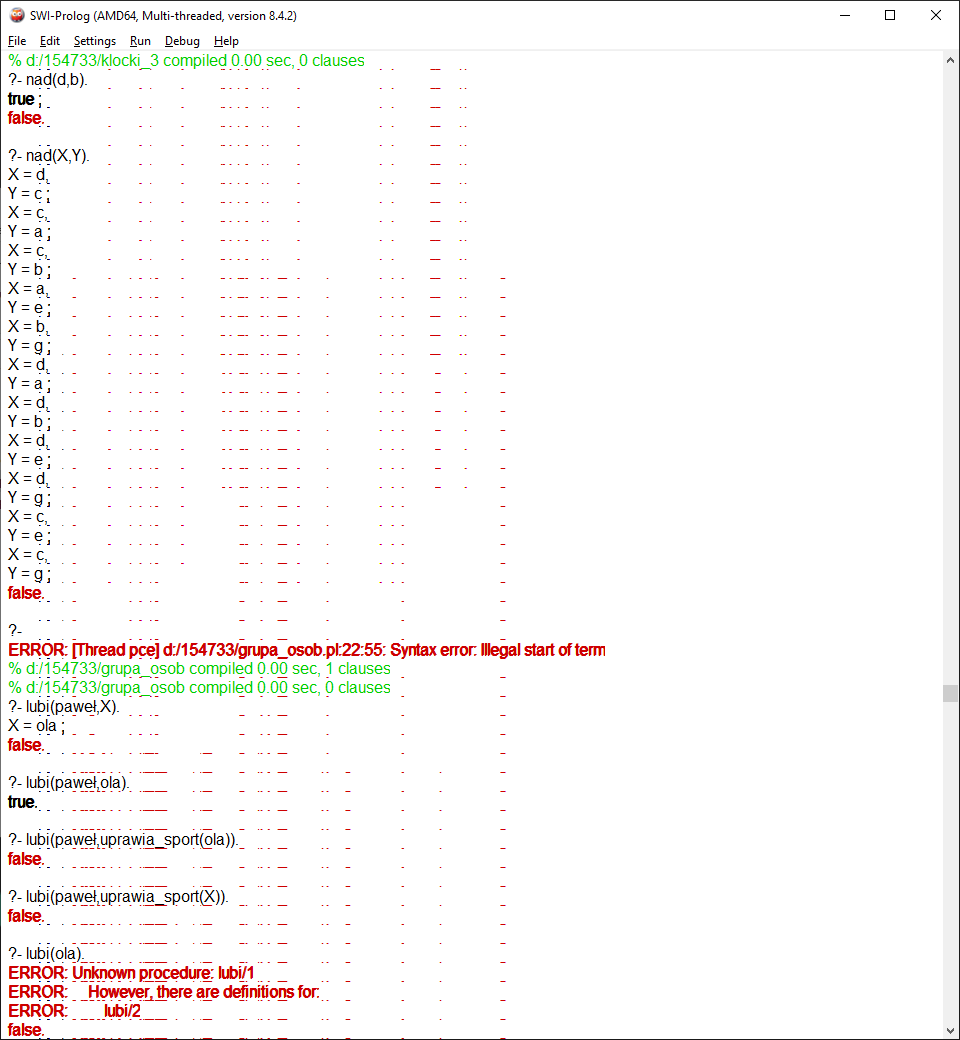 SWI-Prolog (AMD64, Multi-threaded, version 8.4.2)
File Edit Settings Run Debug Help
% d:/154733/klocki_3 compiled 0.00 sec, 0 clauses
?- nad(d,b).
true ;
false.
?- nad(X,Y).
X = d,
Y = c ;
X = c,
Y = a ;
X = c,
Y = b ;
X = a,
Y = e ;
X = b,
Y = g ;
X = d,
Y = a ;
X = d,
Y = b ;
X = d,
Y = e ;
X = d,
Y = g ;
X = c,
Y = e ;
X = c,
Y = g ;
false.
?-
ERROR: [Thread pce] d:/154733/grupa_osob.pl:22:55: Syntax error: Illegal start of term
% d:/154733/grupa_osob compiled 0.00 sec, 1 clauses
% d:/154733/grupa_osob compiled 0.00 sec, 0 clauses
?- lubi(paweł,X).
X = ola ;
false.
?- lubi(paweł,ola).
true.
?- lubi(paweł,uprawia_sport(ola)).
false.
?- lubi(paweł,uprawia_sport(X)).
false.
?- lubi(ola).
ERROR: Unknown procedure: lubi/1
ERROR: However, there are definitions for:
ERROR: lubi/2
false.